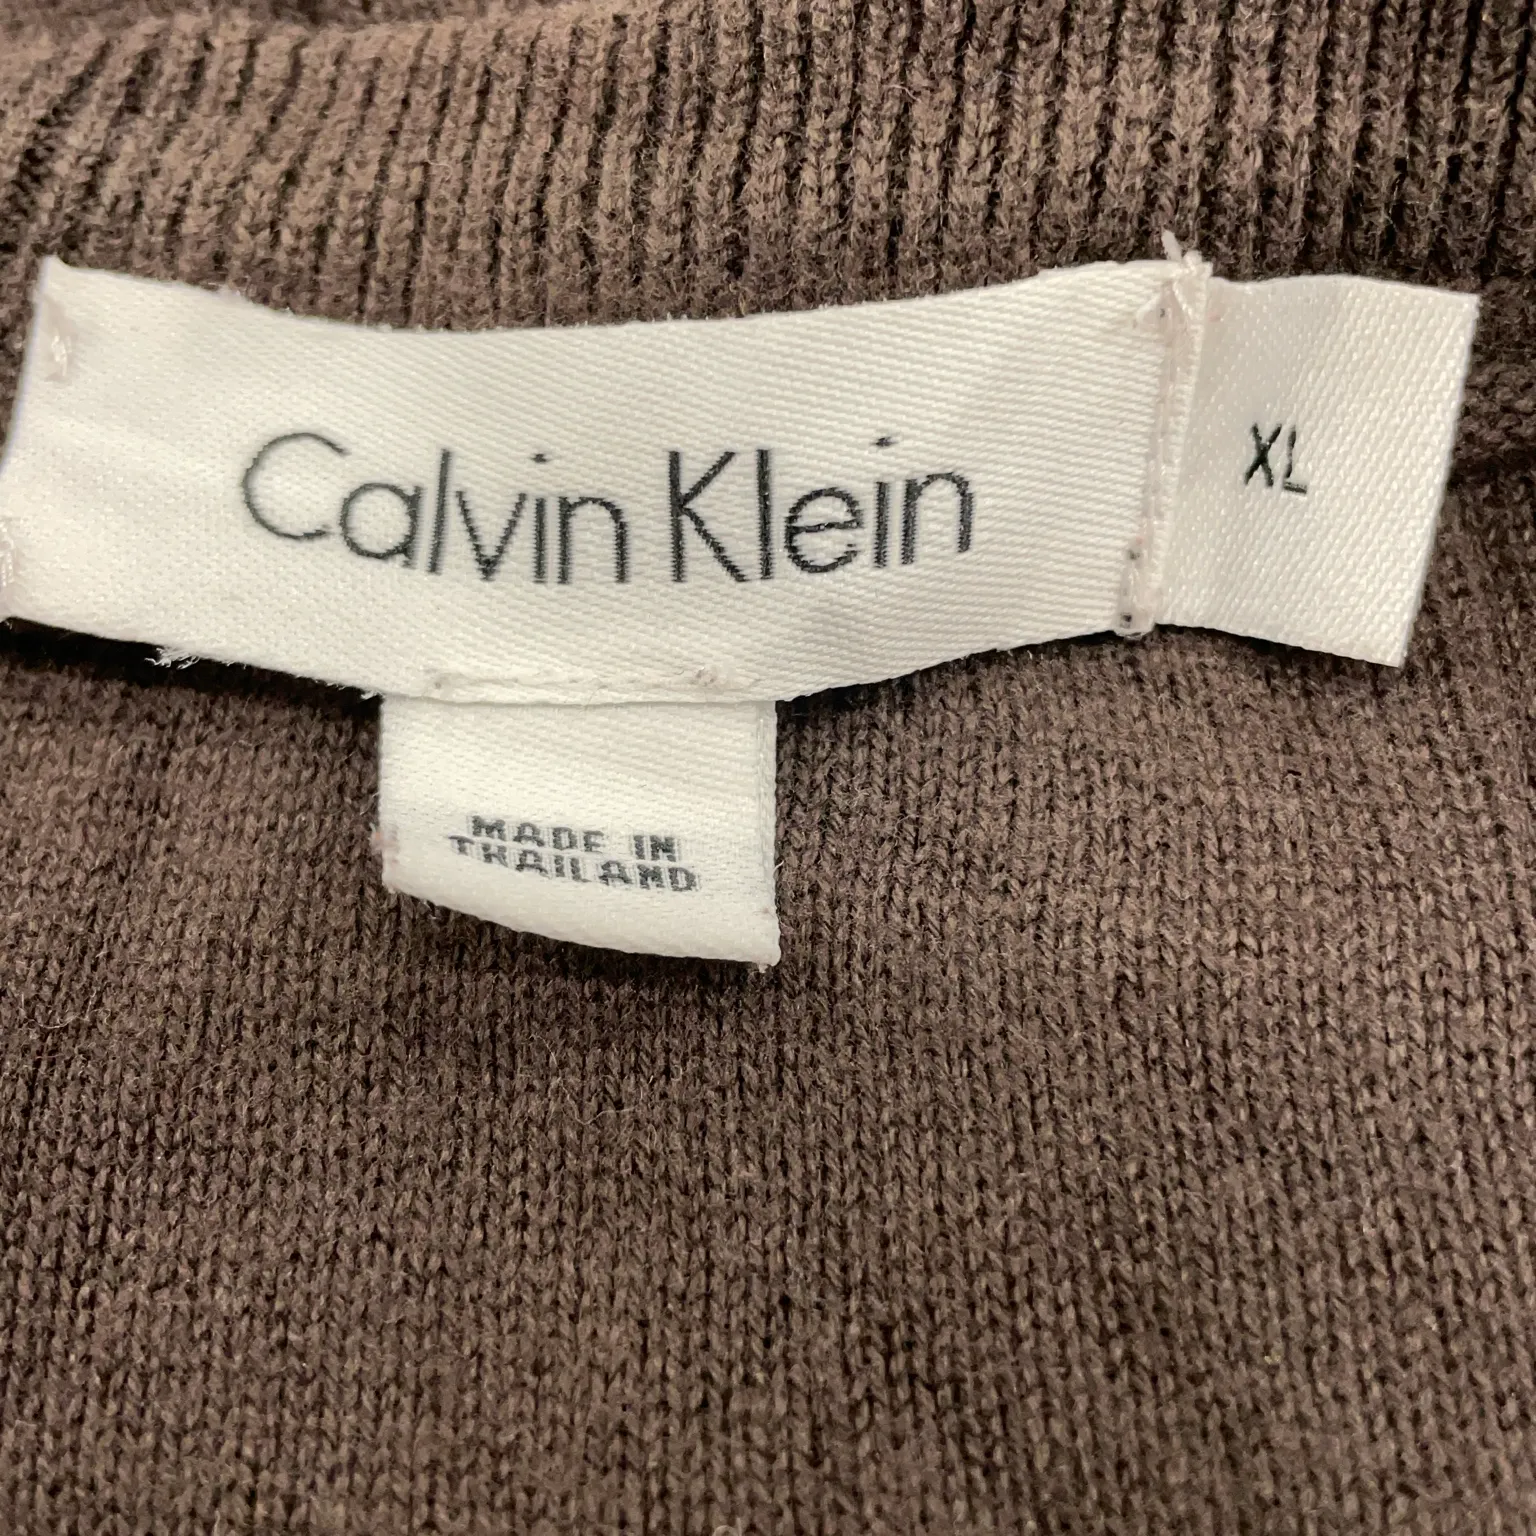 Calvin Klein
XL
MADE IN
THAILAND